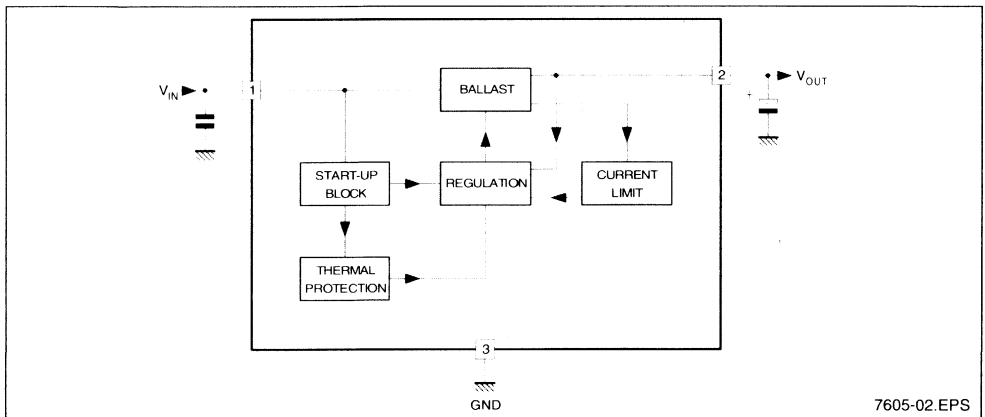 BALLAST
2
V_OUT
V_IN
1
+
START-UP
BLOCK
REGULATION
CURRENT
LIMIT
THERMAL
PROTECTION
3
GND
7605-02.EPS